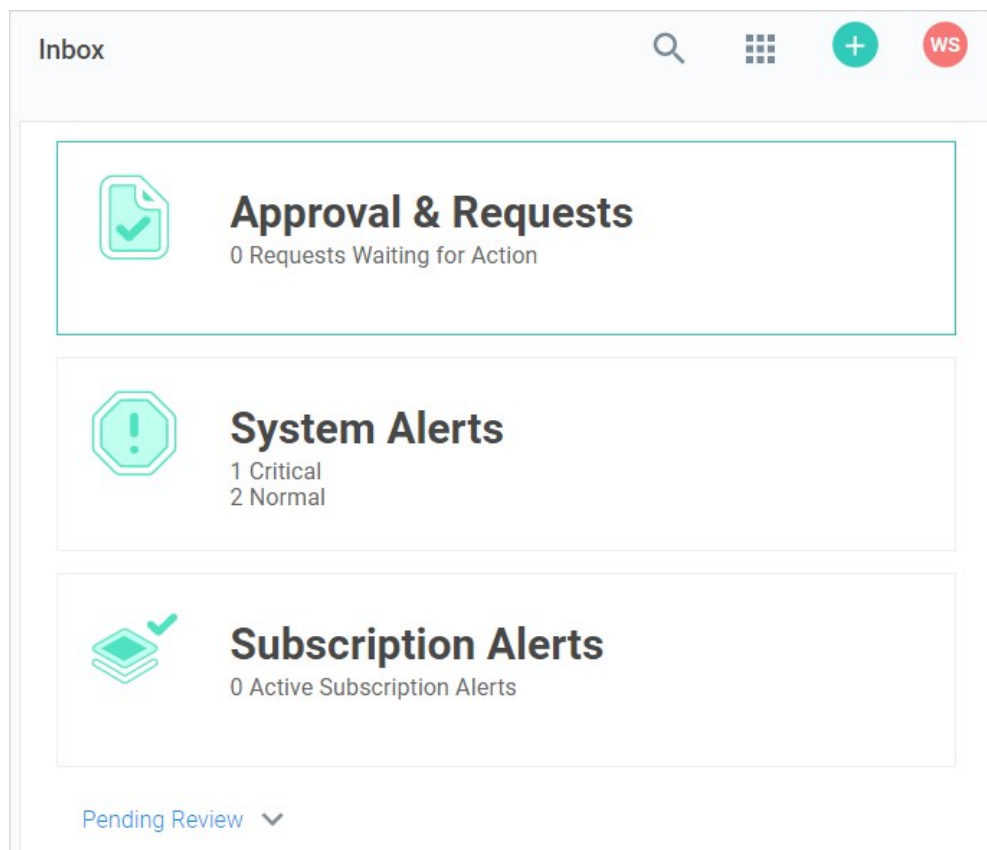 Inbox
WS
Approval & Requests
0 Requests Waiting for Action
System Alerts
1 Critical
2 Normal
Subscription Alerts
0 Active Subscription Alerts
Pending Review